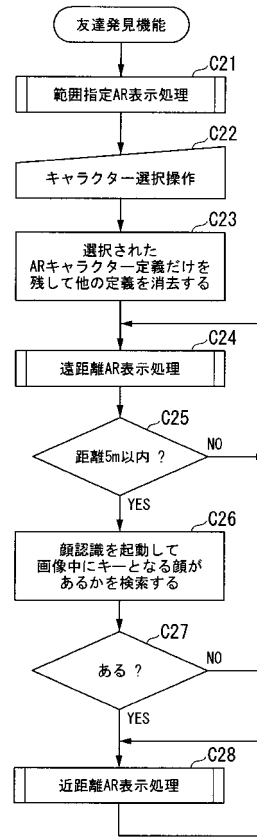 友達発見機能
C21
範囲指定AR表示処理
C22
キャラクター選択操作
C23
選択された
ARキャラクター定義だけを
残して他の定義を消去する
C24
遠距離AR表示処理
C25
距離5m以内 ?
NO
YES
C26
顔認識を起動して
画像中にキーとなる顔が
あるかを検索する
C27
ある ?
NO
YES
C28
近距離AR表示処理